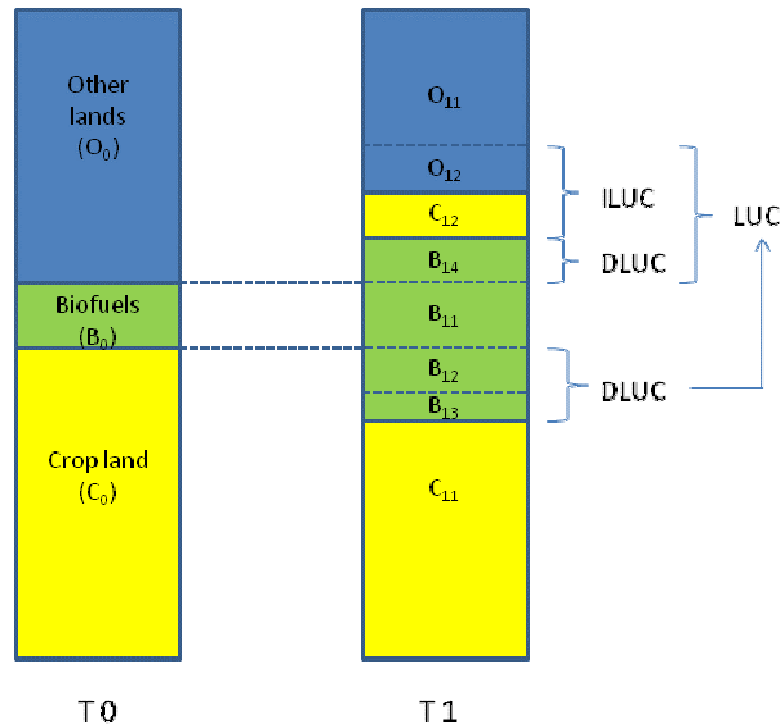 Other
lands
(O₀)
Biofuels
(B₀)
Crop land
(C₀)
T0
O₁₁
O₁₂
C₁₂
B₁₄
B₁₁
B₁₂
B₁₃
C₁₁
T1
ILUC
DLUC
LUC
DLUC